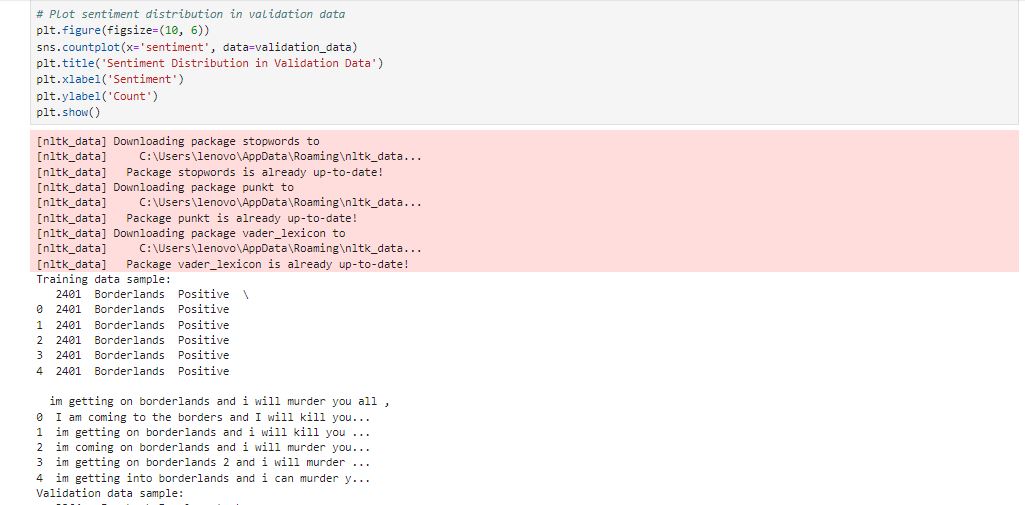 # Plot sentiment distribution in validation data
plt.figure(figsize=(10, 6))
sns.countplot(x='sentiment', data=validation_data)
plt.title('Sentiment Distribution in Validation Data')
plt.xlabel('Sentiment')
plt.ylabel('Count')
plt.show()
[nltk_data] Downloading package stopwords to
[nltk_data]     C:\Users\lenovo\AppData\Roaming\nltk_data...
[nltk_data]   Package stopwords is already up-to-date!
[nltk_data] Downloading package punkt to
[nltk_data]     C:\Users\lenovo\AppData\Roaming\nltk_data...
[nltk_data]   Package punkt is already up-to-date!
[nltk_data] Downloading package vader_lexicon to
[nltk_data]     C:\Users\lenovo\AppData\Roaming\nltk_data...
[nltk_data]   Package vader_lexicon is already up-to-date!
Training data sample:
   2401  Borderlands  Positive  \
0  2401  Borderlands  Positive
1  2401  Borderlands  Positive
2  2401  Borderlands  Positive
3  2401  Borderlands  Positive
4  2401  Borderlands  Positive
  im getting on borderlands and i will murder you all ,
0  I am coming to the borders and I will kill you...
1  im getting on borderlands and i will kill you ...
2  im coming on borderlands and i will murder you...
3  im getting on borderlands 2 and i will murder ...
4  im getting into borderlands and i can murder y...
Validation data sample: